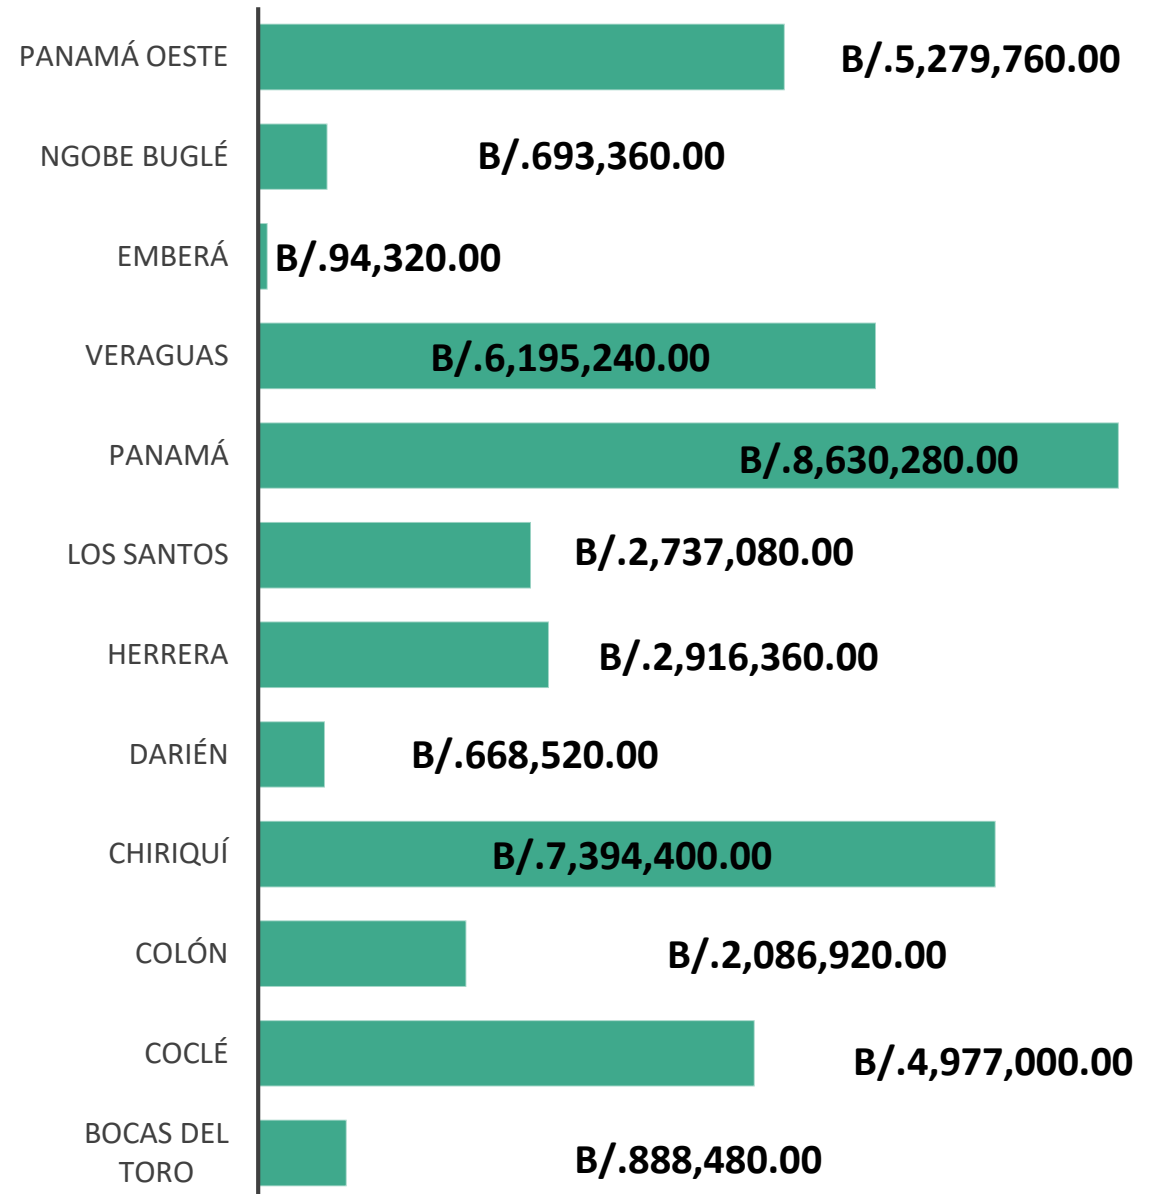 PANAMÁ OESTE B/.5,279,760.00
NGOBE BUGLÉ B/.693,360.00
EMBERÁ B/.94,320.00
VERAGUAS B/.6,195,240.00
PANAMÁ B/.8,630,280.00
LOS SANTOS B/.2,737,080.00
HERRERA B/.2,916,360.00
DARIÉN B/.668,520.00
CHIRIQUÍ B/.7,394,400.00
COLÓN B/.2,086,920.00
COCLÉ B/.4,977,000.00
BOCAS DEL
TORO B/.888,480.00